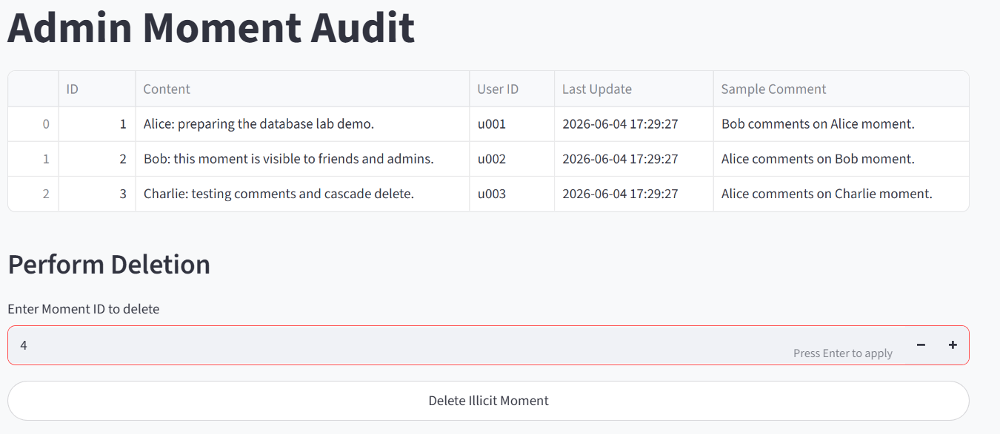 Admin Moment Audit
ID Content User ID Last Update Sample Comment
0 1 Alice: preparing the database lab demo. u001 2026-06-04 17:29:27 Bob comments on Alice moment.
1 2 Bob: this moment is visible to friends and admins. u002 2026-06-04 17:29:27 Alice comments on Bob moment.
2 3 Charlie: testing comments and cascade delete. u003 2026-06-04 17:29:27 Alice comments on Charlie moment.
Perform Deletion
Enter Moment ID to delete
4 Press Enter to apply − +
Delete Illicit Moment